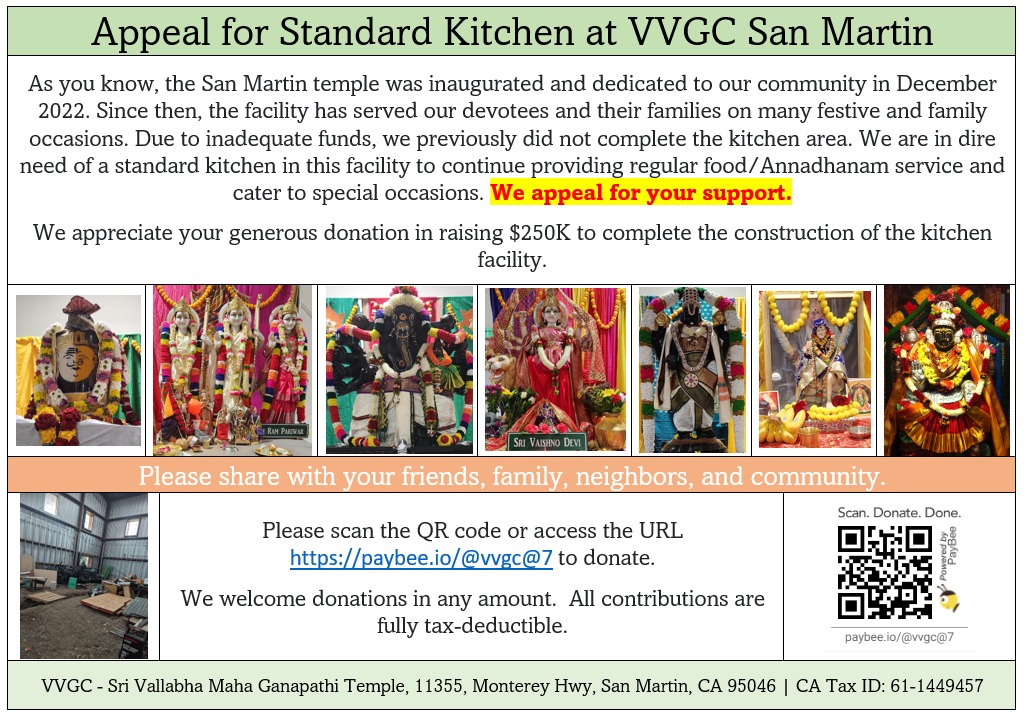 Appeal for Standard Kitchen at VVGC San Martin
As you know, the San Martin temple was inaugurated and dedicated to our community in December
2022. Since then, the facility has served our devotees and their families on many festive and family
occasions. Due to inadequate funds, we previously did not complete the kitchen area. We are in dire
need of a standard kitchen in this facility to continue providing regular food/Annadhanam service and
cater to special occasions. We appeal for your support.
We appreciate your generous donation in raising $250K to complete the construction of the kitchen
facility.
RAM PARIWAR
SRI VAISHNO DEVI
Please share with your friends, family, neighbors, and community.
Please scan the QR code or access the URL
https://paybee.io/@vvgc@7 to donate.
We welcome donations in any amount.  All contributions are
fully tax-deductible.
Scan. Donate. Done.
Powered by
PayBee
paybee.io/@vvgc@7
VVGC - Sri Vallabha Maha Ganapathi Temple, 11355, Monterey Hwy, San Martin, CA 95046 | CA Tax ID: 61-1449457